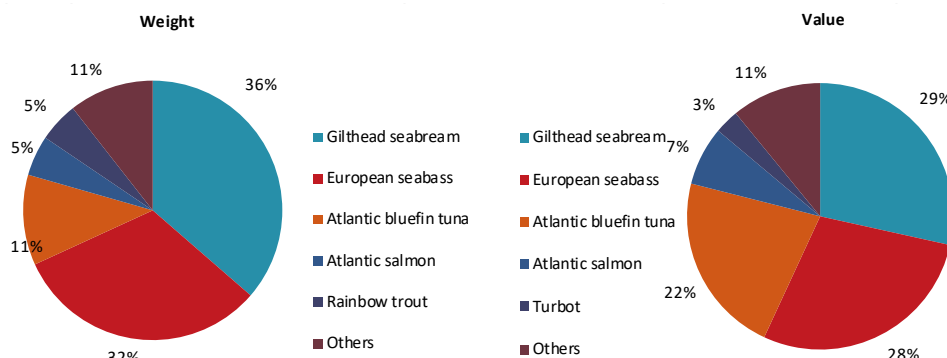 Weight
11%
36%
5%
5%
11%
32%
Gilthead seabream
European seabass
Atlantic bluefin tuna
Atlantic salmon
Rainbow trout
Others
Value
11%
29%
3%
7%
22%
28%
Gilthead seabream
European seabass
Atlantic bluefin tuna
Atlantic salmon
Turbot
Others